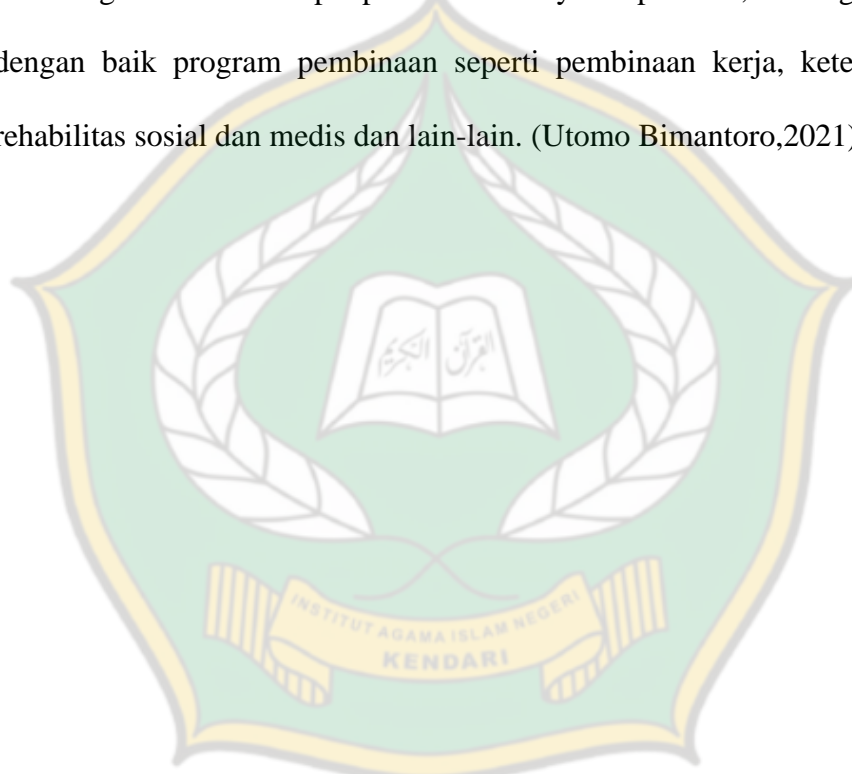 dengan baik program pembinaan seperti pembinaan kerja, kete
rehabilitas sosial dan medis dan lain-lain. (Utomo Bimantoro,2021)
القرآن الكريم
INSTITUT AGAMA ISLAM NEGERI
KENDARI